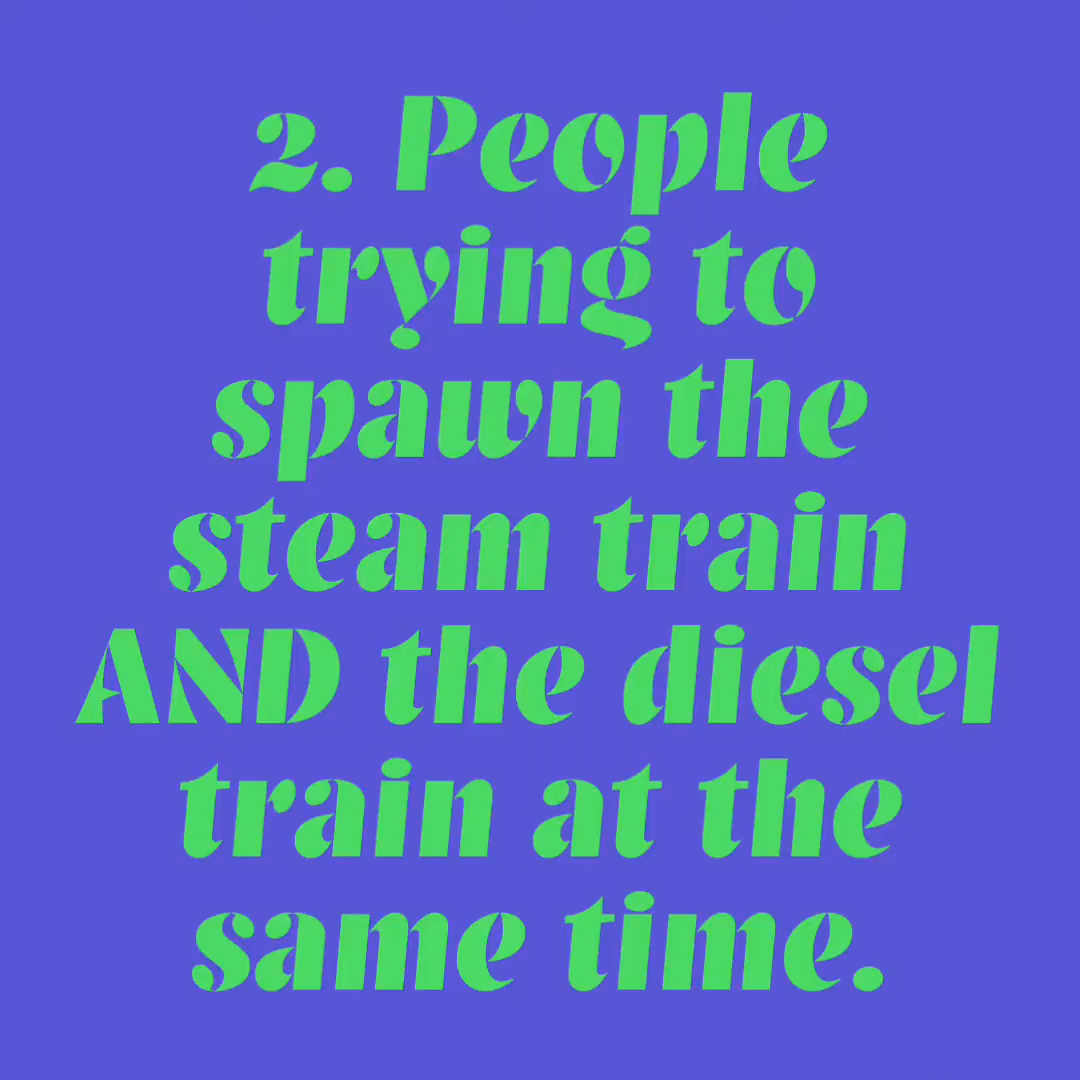 2. People
trying to
spawn the
steam train
AND the diesel
train at the
same time.